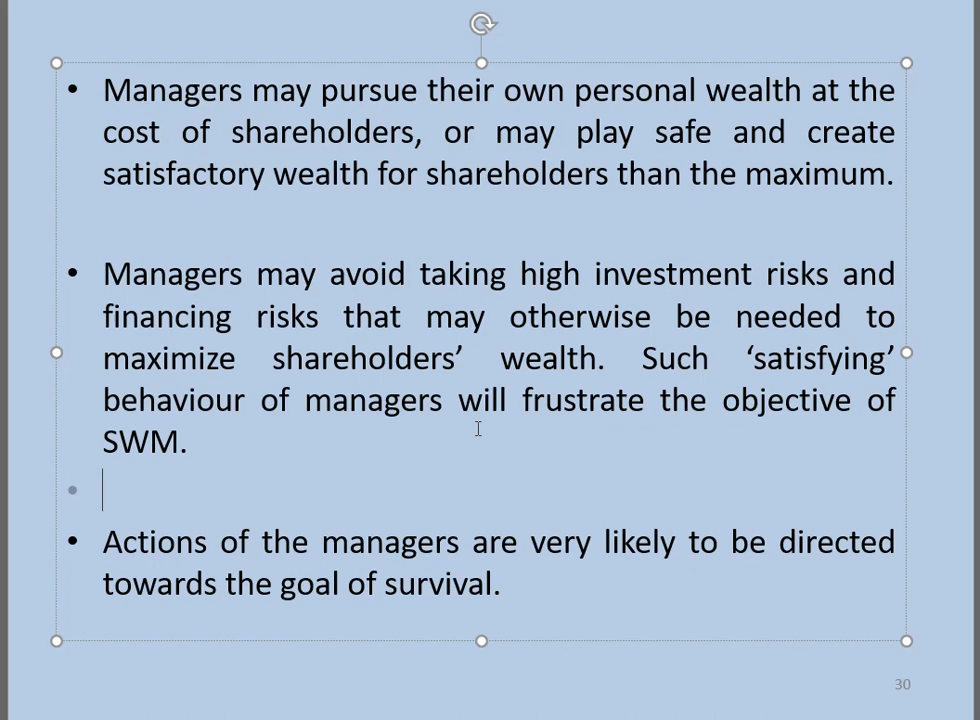 • Managers may pursue their own personal wealth at the
cost of shareholders, or may play safe and create
satisfactory wealth for shareholders than the maximum.
• Managers may avoid taking high investment risks and
financing risks that may otherwise be needed to
maximize shareholders’ wealth. Such ‘satisfying’
behaviour of managers will frustrate the objective of
SWM.
•
• Actions of the managers are very likely to be directed
towards the goal of survival.
30